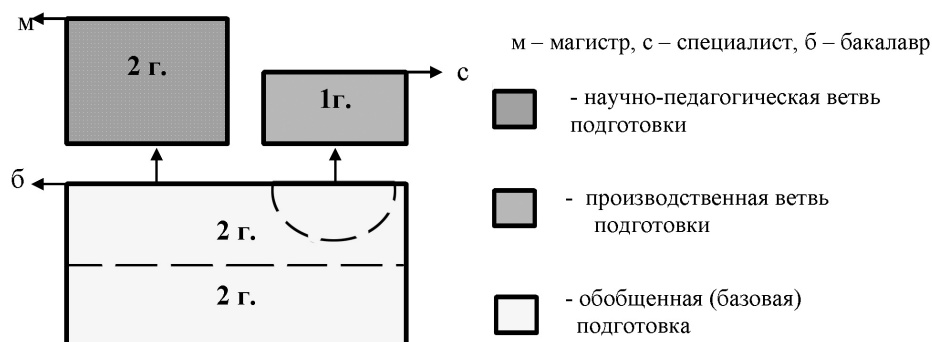 м
2 г.
1г.
с
б
2 г.
2 г.
м – магистр, с – специалист, б – бакалавр
- научно-педагогическая ветвь
подготовки
- производственная ветвь
подготовки
- обобщенная (базовая)
подготовка